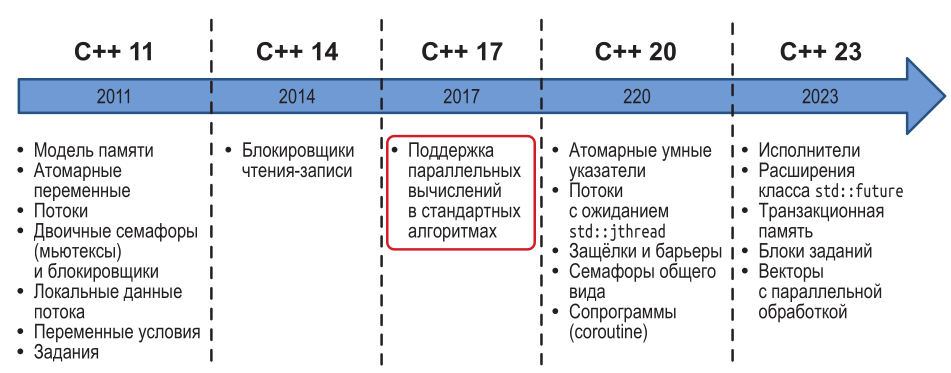 C++ 11
C++ 14
C++ 17
C++ 20
C++ 23
2011
2014
2017
220
2023
• Модель памяти
• Атомарные
переменные
• Потоки
• Двоичные семафоры
(мьютексы)
и блокировщики
• Локальные данные
потока
• Переменные условия
• Задания
• Блокировщики
чтения-записи
• Поддержка
параллельных
вычислений
в стандартных
алгоритмах
• Атомарные умные
указатели
• Потоки
с ожиданием
std::jthread
• Защёлки и барьеры
• Семафоры общего
вида
• Сопрограммы
(coroutine)
• Исполнители
• Расширения
класса std::future
• Транзакционная
память
• Блоки заданий
• Векторы
с параллельной
обработкой